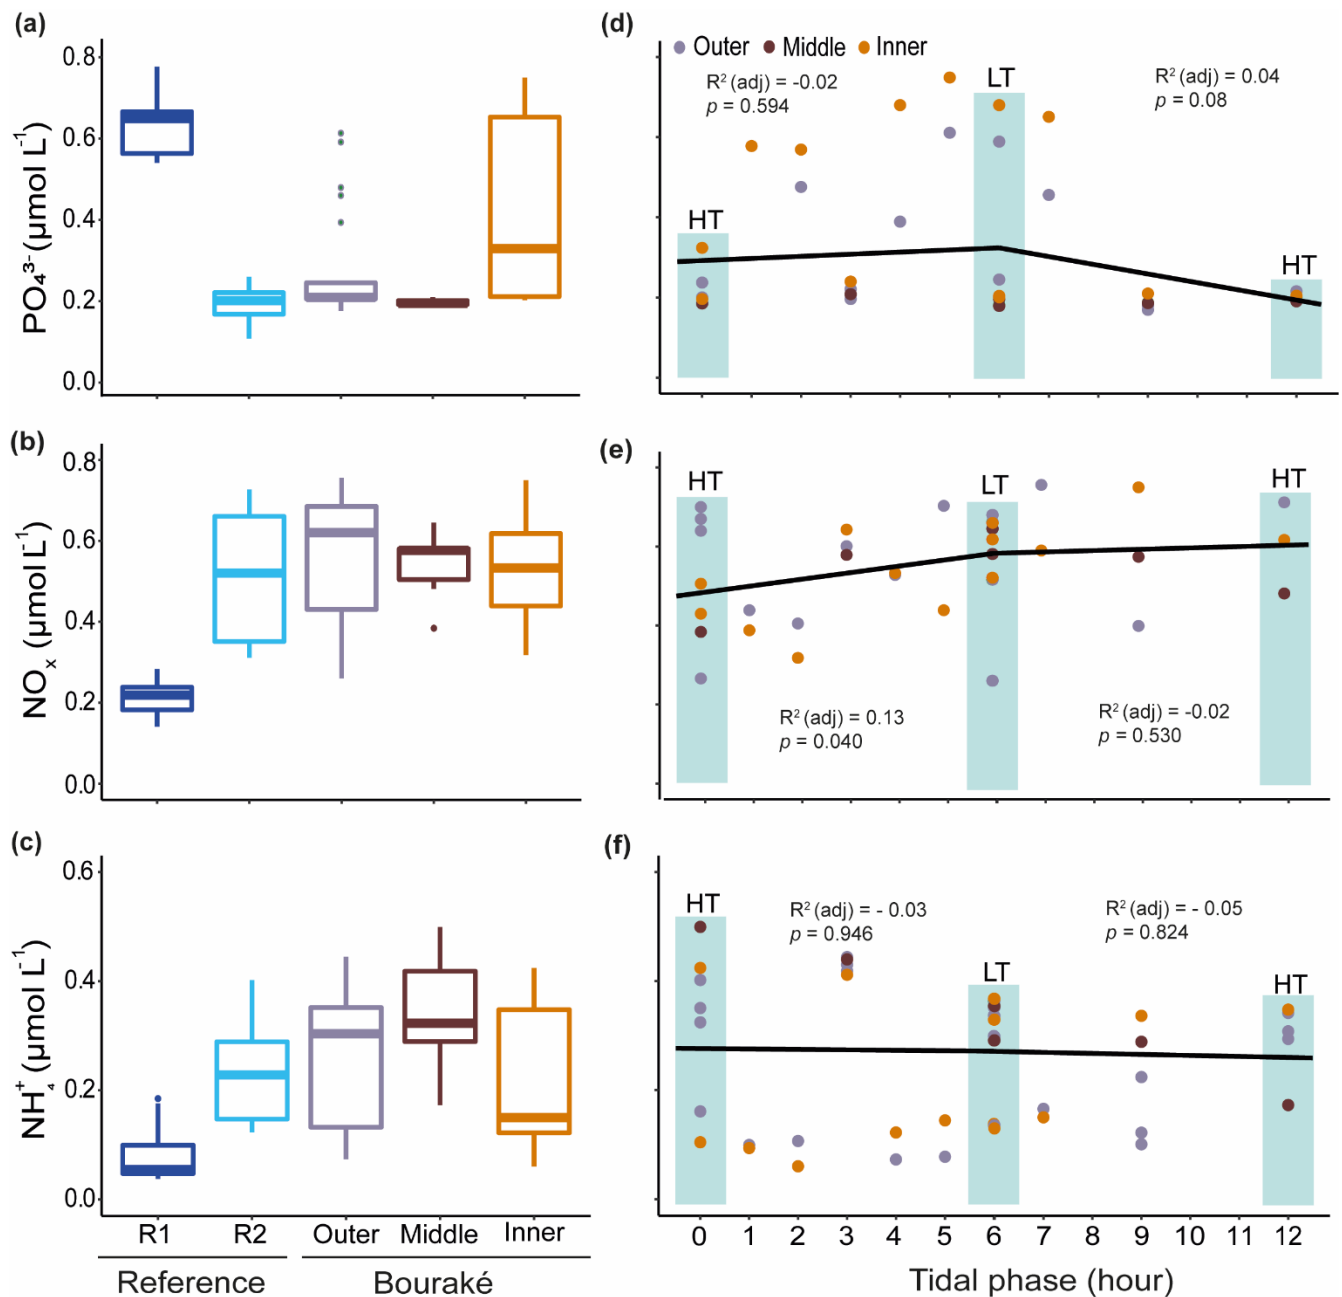 (a)
PO₄³⁻ (µmol L⁻¹)
0.8
0.6
0.4
0.2
0.0
(d)
Outer Middle Inner
R² (adj) = -0.02
p = 0.594
LT
R² (adj) = 0.04
p = 0.08
HT
HT
(b)
NOₓ (µmol L⁻¹)
0.8
0.6
0.4
0.2
0.0
(e)
HT
LT
HT
R² (adj) = 0.13
p = 0.040
R² (adj) = -0.02
p = 0.530
(c)
NH₄⁺ (µmol L⁻¹)
0.6
0.4
0.2
0.0
R1 R2 Outer Middle Inner
Reference Bouraké
(f)
HT
R² (adj) = - 0.03
p = 0.946
R² (adj) = - 0.05
p = 0.824
LT
HT
0 1 2 3 4 5 6 7 8 9 10 11 12
Tidal phase (hour)